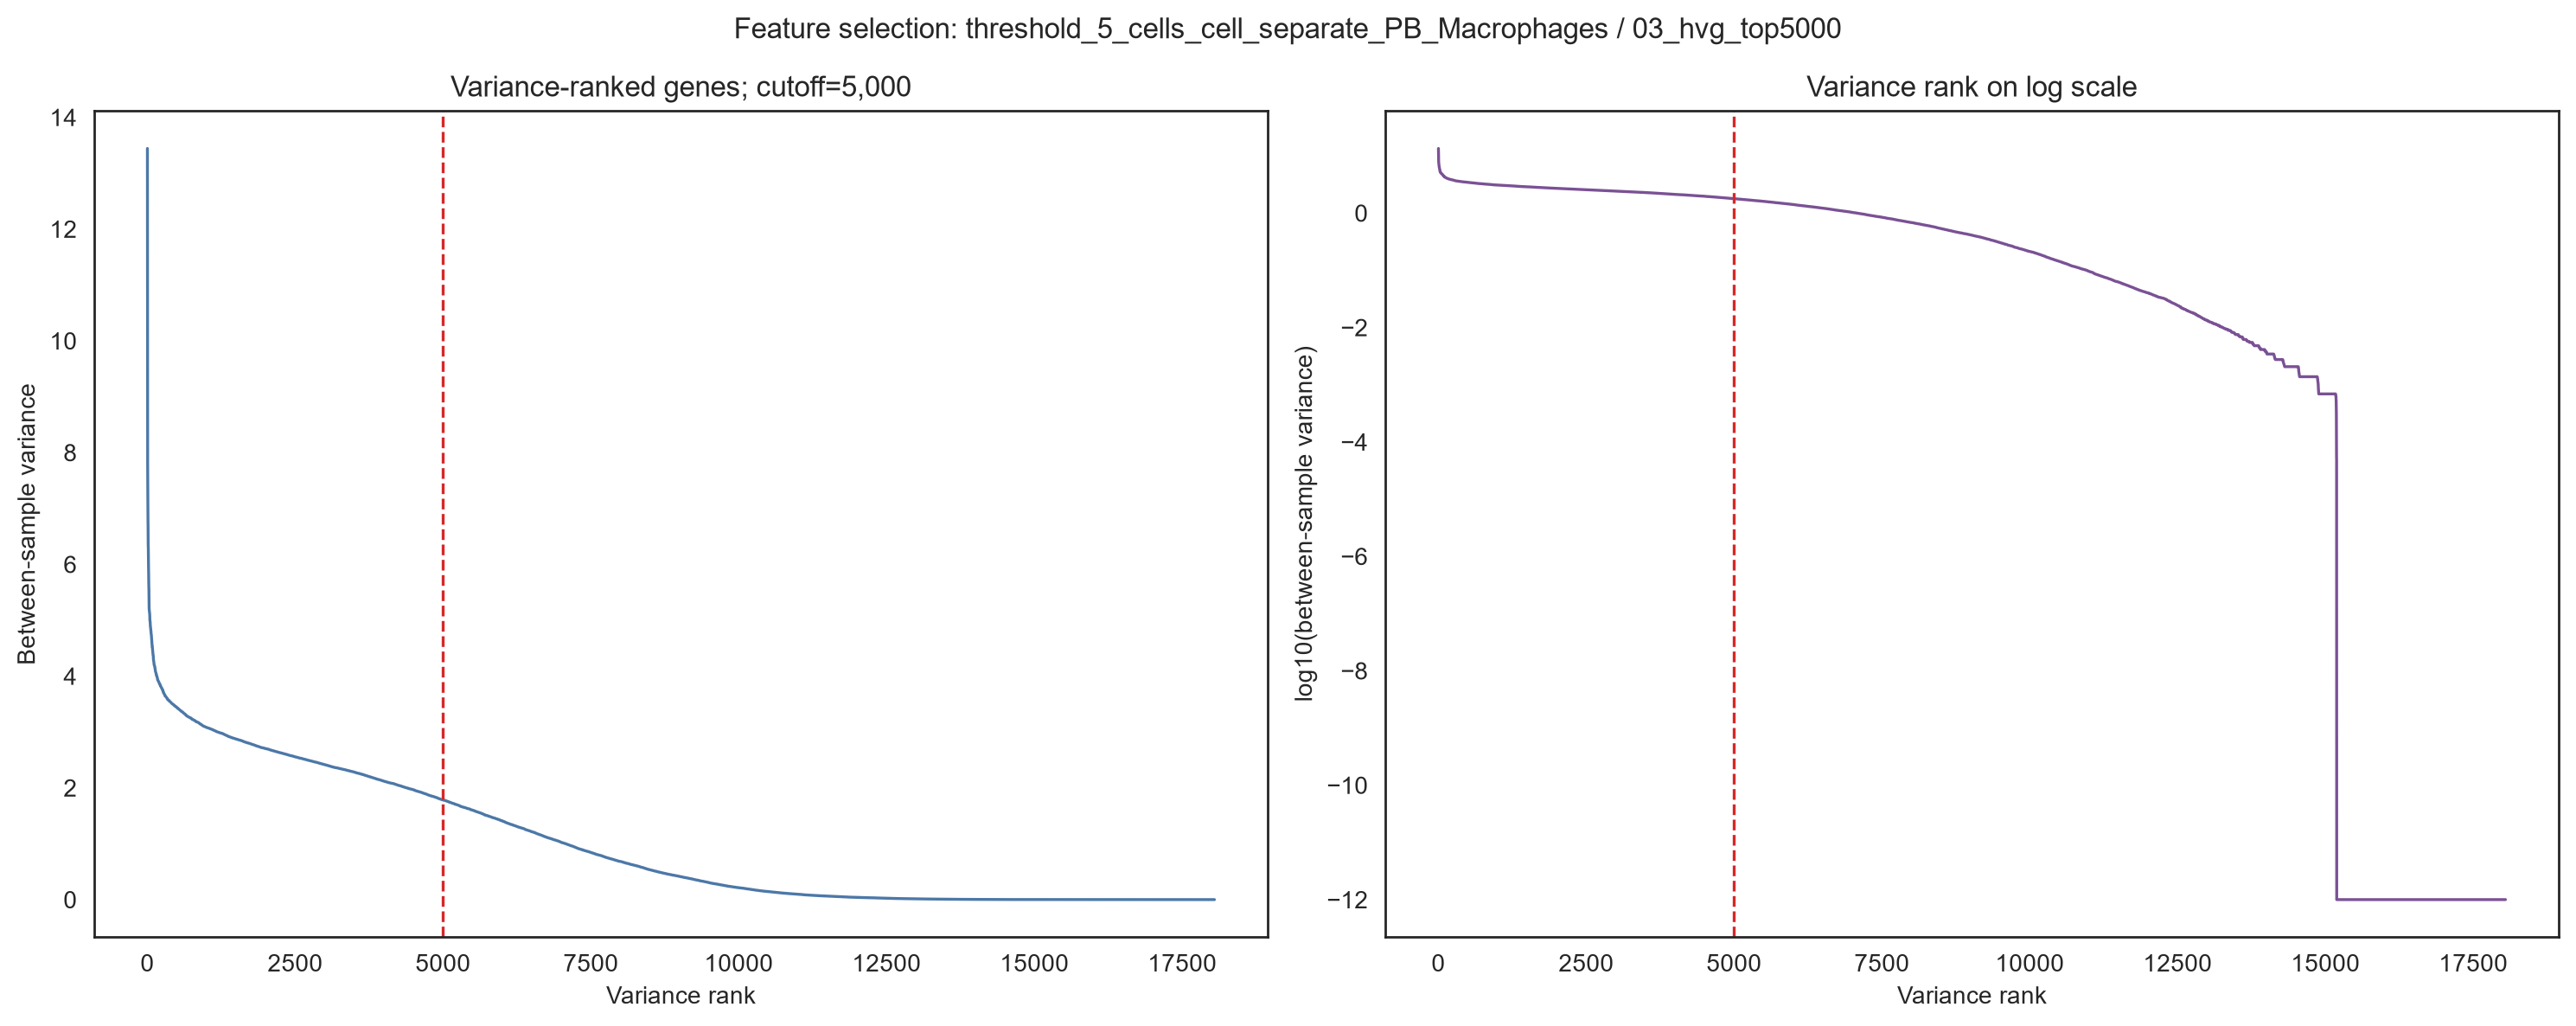 Feature selection: threshold_5_cells_cell_separate_PB_Macrophages / 03_hvg_top5000
Variance-ranked genes; cutoff=5,000
14
12
10
8
6
4
2
0
Between-sample variance
0 2500 5000 7500 10000 12500 15000 17500
Variance rank
Variance rank on log scale
0
−2
−4
−6
−8
−10
−12
log10(between-sample variance)
0 2500 5000 7500 10000 12500 15000 17500
Variance rank